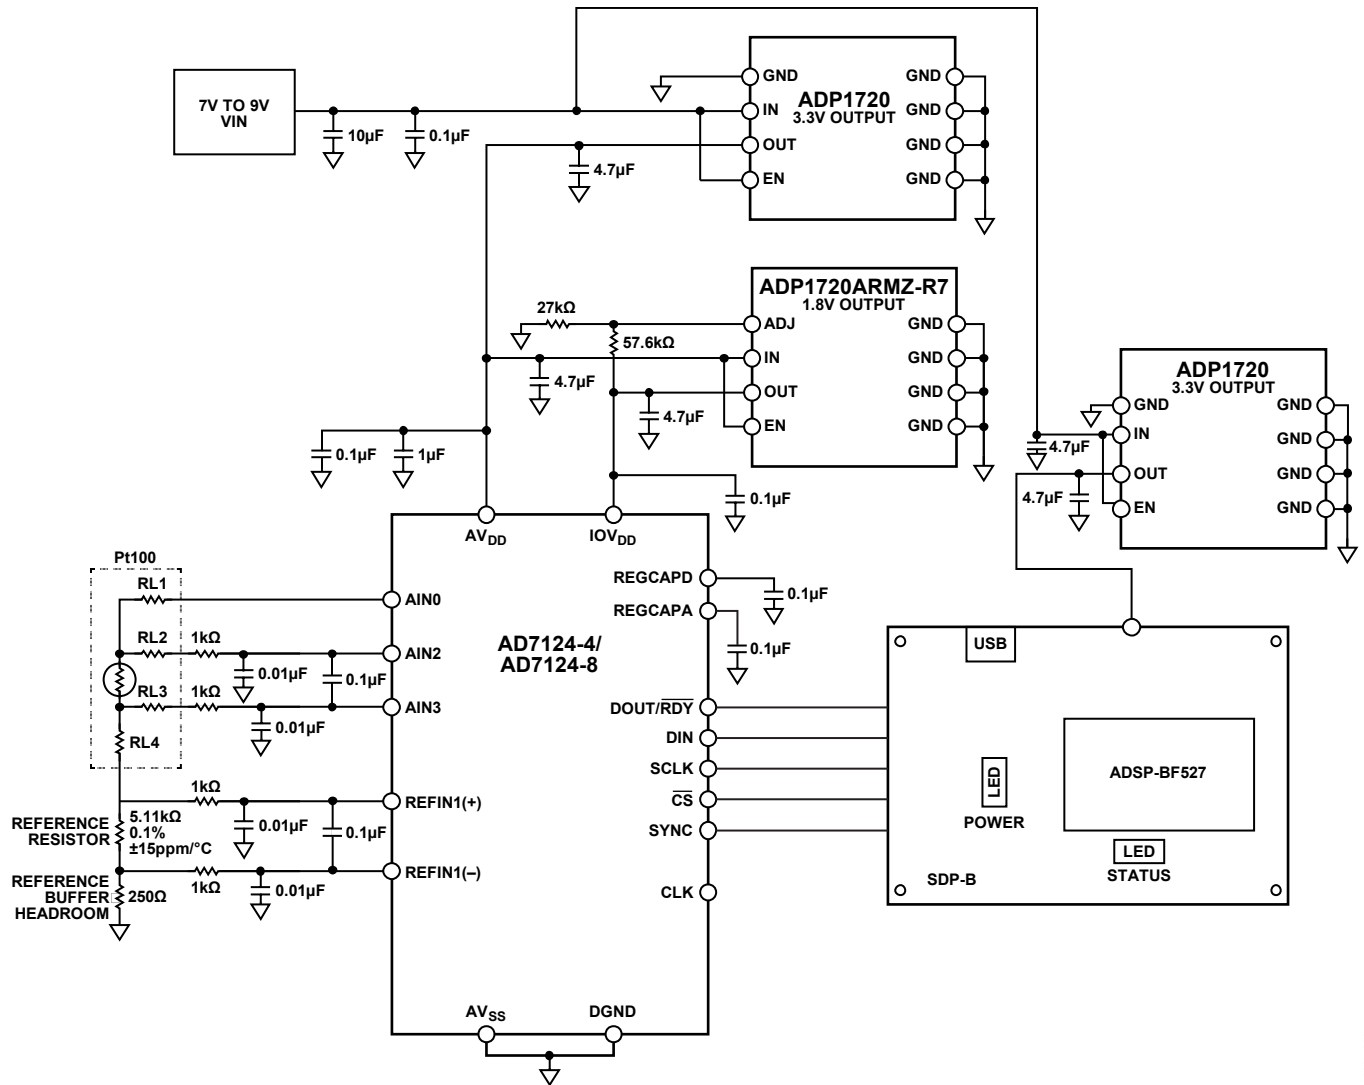 7V TO 9V
VIN
10µF
0.1µF
4.7µF
GND
IN
OUT
EN
ADP1720
3.3V OUTPUT
GND
GND
GND
GND
27kΩ
57.6kΩ
4.7µF
4.7µF
ADP1720ARMZ-R7
1.8V OUTPUT
ADJ
IN
OUT
EN
GND
GND
GND
GND
ADP1720
3.3V OUTPUT
GND
IN
OUT
EN
GND
GND
GND
GND
4.7µF
4.7µF
0.1µF
1µF
0.1µF
AVDD
IOVDD
Pt100
RL1
RL2
1kΩ
RL3
1kΩ
RL4
0.01µF
0.1µF
0.01µF
AIN0
AIN2
AIN3
AD7124-4/
AD7124-8
REGCAPD
REGCAPA
0.1µF
0.1µF
DOUT/RDY
DIN
SCLK
CS
SYNC
CLK
1kΩ
REFERENCE
RESISTOR
5.11kΩ
0.1%
±15ppm/°C
0.01µF
0.1µF
REFIN1(+)
REFERENCE
BUFFER
HEADROOM
250Ω
1kΩ
0.01µF
REFIN1(–)
AVSS
DGND
USB
LED
POWER
ADSP-BF527
LED
STATUS
SDP-B